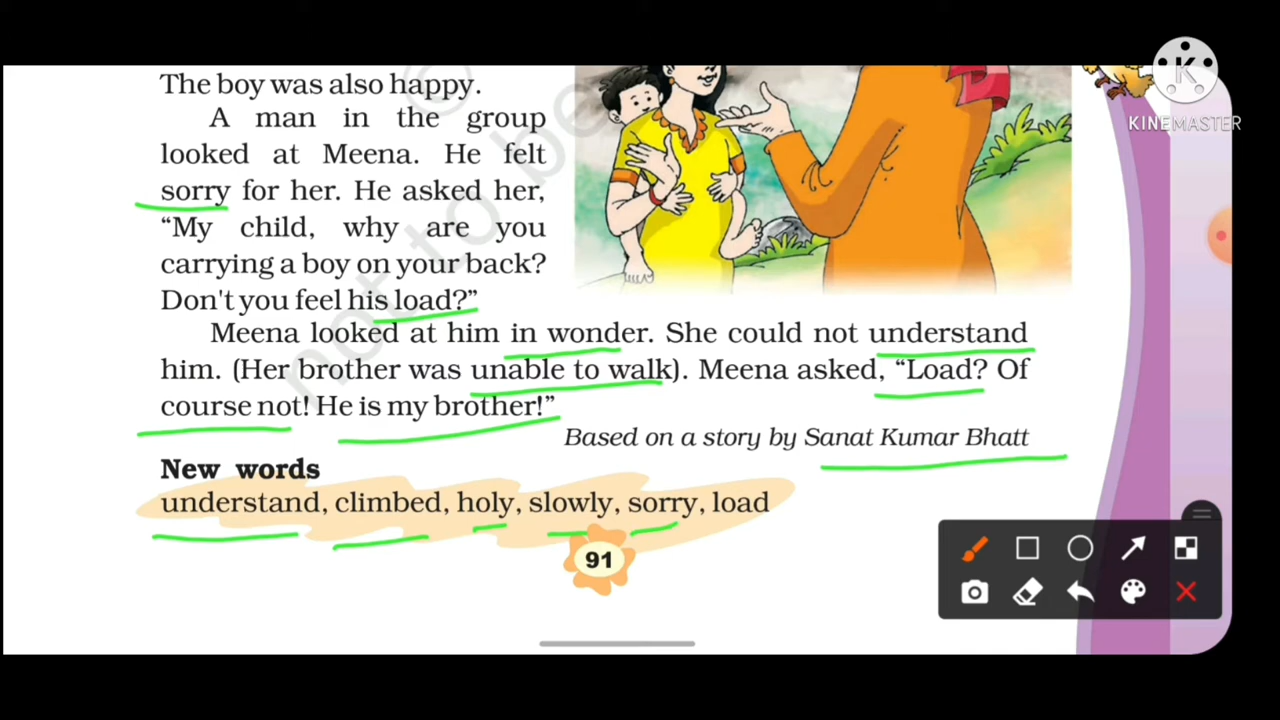 The boy was also happy.
A man in the group
looked at Meena. He felt
sorry for her. He asked her,
“My child, why are you
carrying a boy on your back?
Don't you feel his load?”
Meena looked at him in wonder. She could not understand
him. (Her brother was unable to walk). Meena asked, “Load? Of
course not! He is my brother!”
Based on a story by Sanat Kumar Bhatt
New words
understand, climbed, holy, slowly, sorry, load
91
K
KINEMASTER
not to be